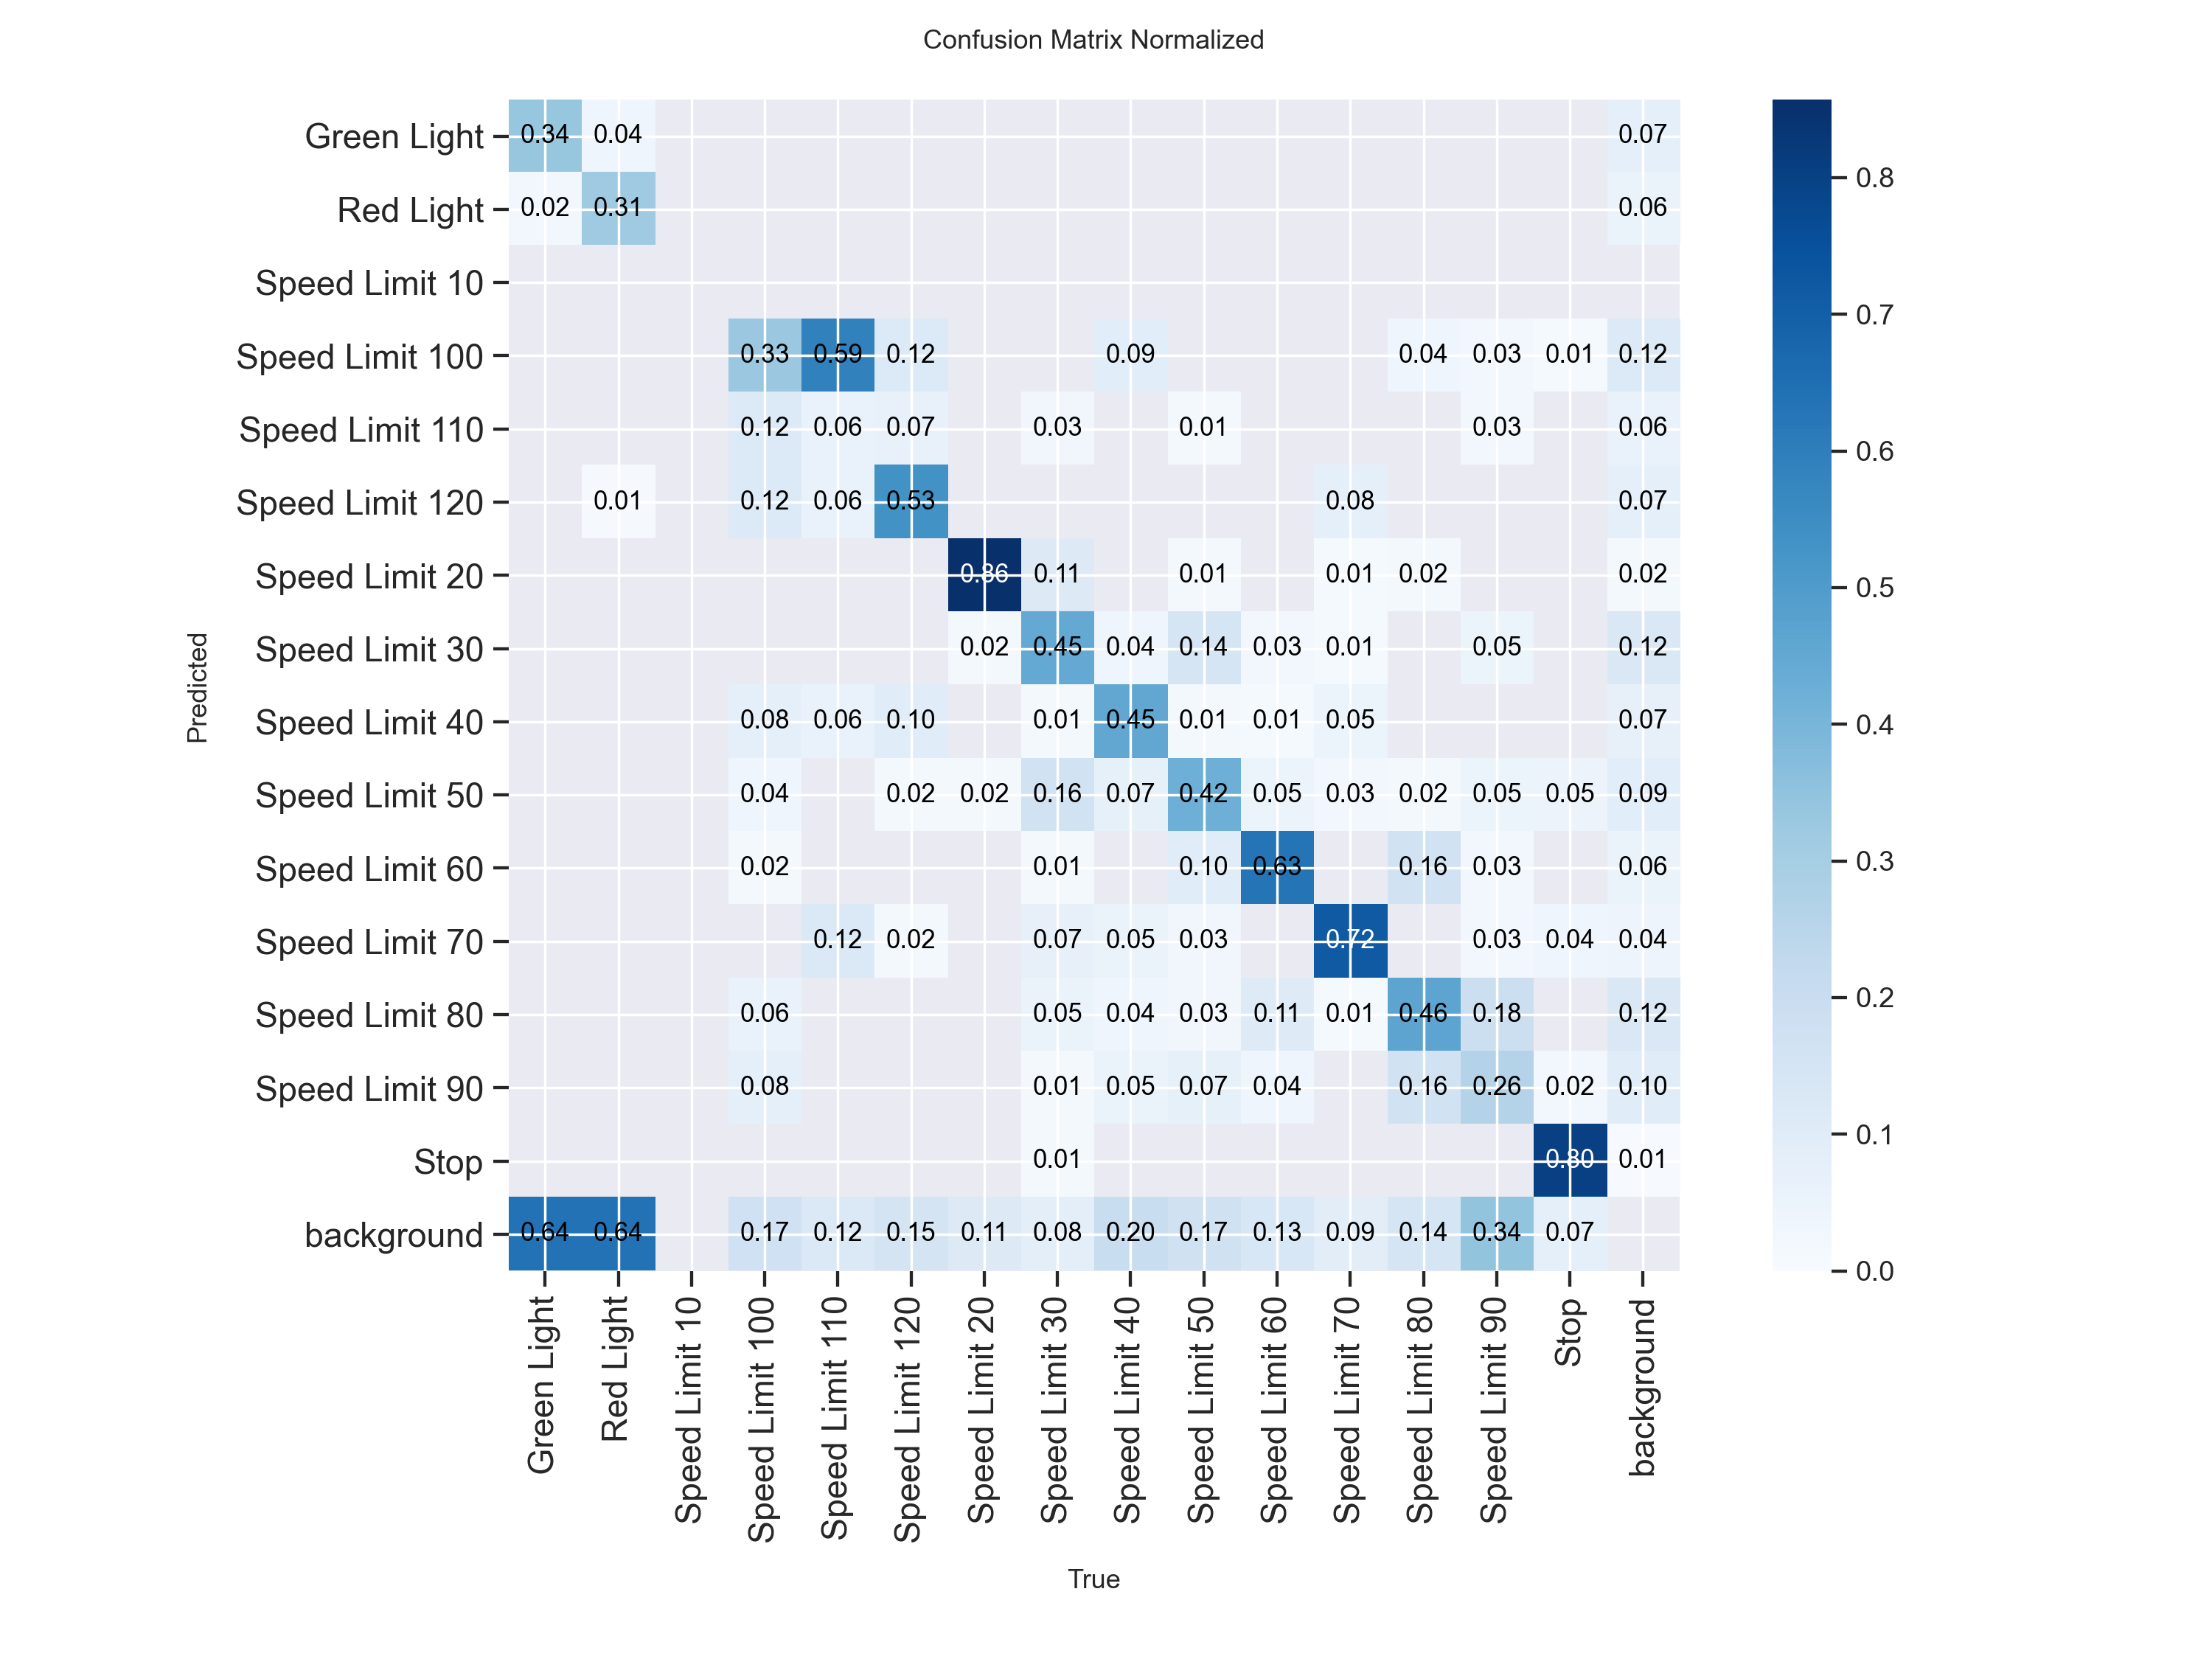 Confusion Matrix Normalized
Green Light 0.34 0.04 0.07
Red Light 0.02 0.31 0.06
Speed Limit 10
Speed Limit 100 0.33 0.59 0.12 0.09 0.04 0.03 0.01 0.12
Speed Limit 110 0.12 0.06 0.07 0.03 0.01 0.03 0.06
Speed Limit 120 0.01 0.12 0.06 0.53 0.08 0.07
Speed Limit 20 0.86 0.11 0.01 0.01 0.02 0.02
Speed Limit 30 0.02 0.45 0.04 0.14 0.03 0.01 0.05 0.12
Speed Limit 40 0.08 0.06 0.10 0.01 0.45 0.01 0.01 0.05 0.07
Speed Limit 50 0.04 0.02 0.02 0.16 0.07 0.42 0.05 0.03 0.02 0.05 0.05 0.09
Speed Limit 60 0.02 0.01 0.10 0.63 0.16 0.03 0.06
Speed Limit 70 0.12 0.02 0.07 0.05 0.03 0.72 0.03 0.04 0.04
Speed Limit 80 0.06 0.05 0.04 0.03 0.11 0.01 0.46 0.18 0.12
Speed Limit 90 0.08 0.01 0.05 0.07 0.04 0.16 0.26 0.02 0.10
Stop 0.01 0.80 0.01
background 0.64 0.64 0.17 0.12 0.15 0.11 0.08 0.20 0.17 0.13 0.09 0.14 0.34 0.07
Predicted
Green Light
Red Light
Speed Limit 10
Speed Limit 100
Speed Limit 110
Speed Limit 120
Speed Limit 20
Speed Limit 30
Speed Limit 40
Speed Limit 50
Speed Limit 60
Speed Limit 70
Speed Limit 80
Speed Limit 90
Stop
background
True
0.8
0.7
0.6
0.5
0.4
0.3
0.2
0.1
0.0